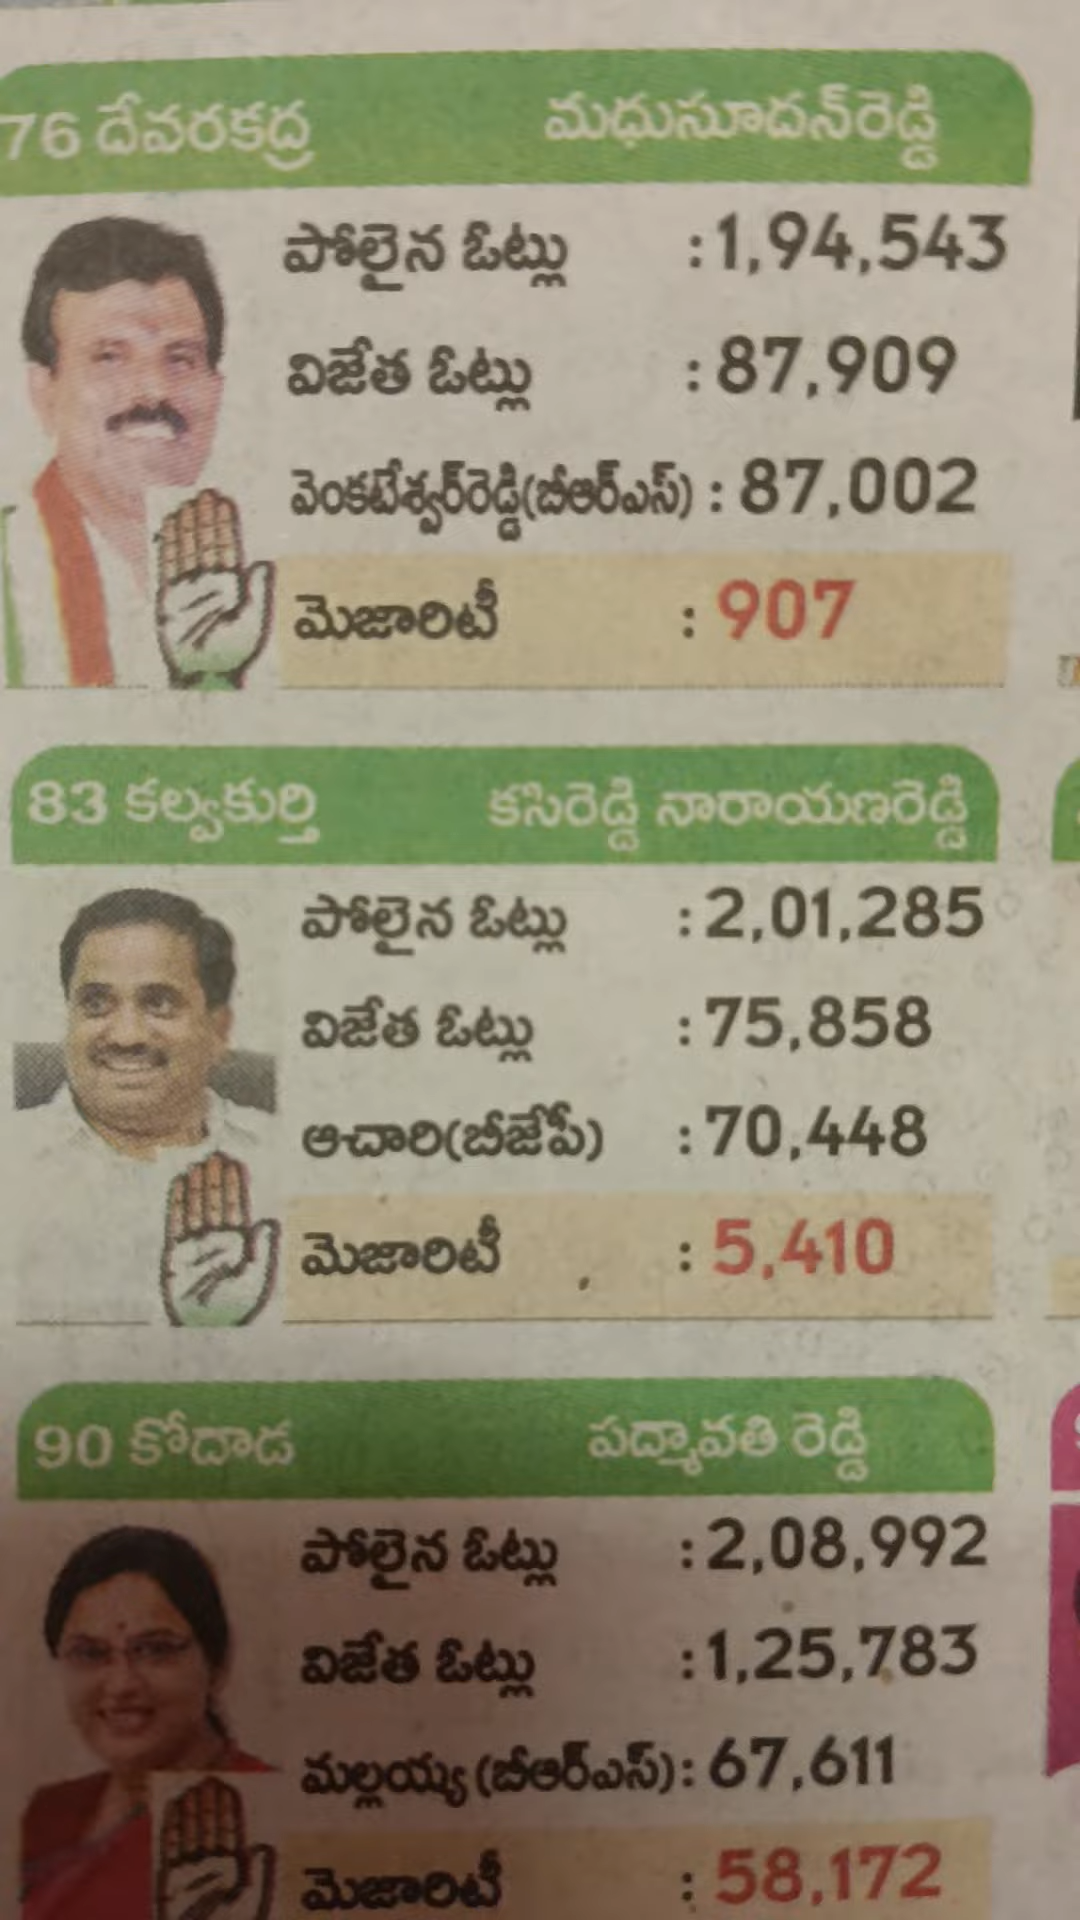 76 దేవరకద్ర మధుసూదన్‌రెడ్డి
పోలైన ఓట్లు :1,94,543
విజేత ఓట్లు :87,909
వెంకటేశ్వర్‌రెడ్డి(బీఆర్ఎస్) : 87,002
మెజారిటీ : 907
83 కల్వకుర్తి కసిరెడ్డి నారాయణరెడ్డి
పోలైన ఓట్లు :2,01,285
విజేత ఓట్లు :75,858
ఆచారి(బీజేపీ) :70,448
మెజారిటీ : 5,410
90 కోదాడ పద్మావతి రెడ్డి
పోలైన ఓట్లు :2,08,992
విజేత ఓట్లు :1,25,783
మల్లయ్య (బీఆర్ఎస్): 67,611
మెజారిటీ : 58,172